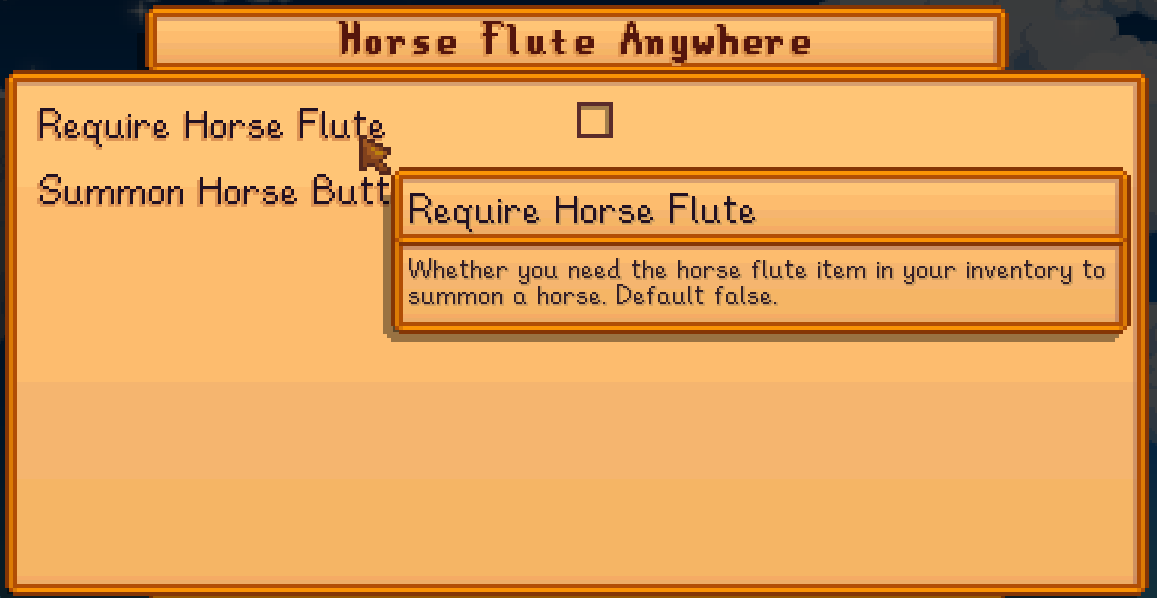 Horse Flute Anywhere
Require Horse Flute
Summon Horse Butt
Require Horse Flute
Whether you need the horse flute item in your inventory to
summon a horse. Default false.